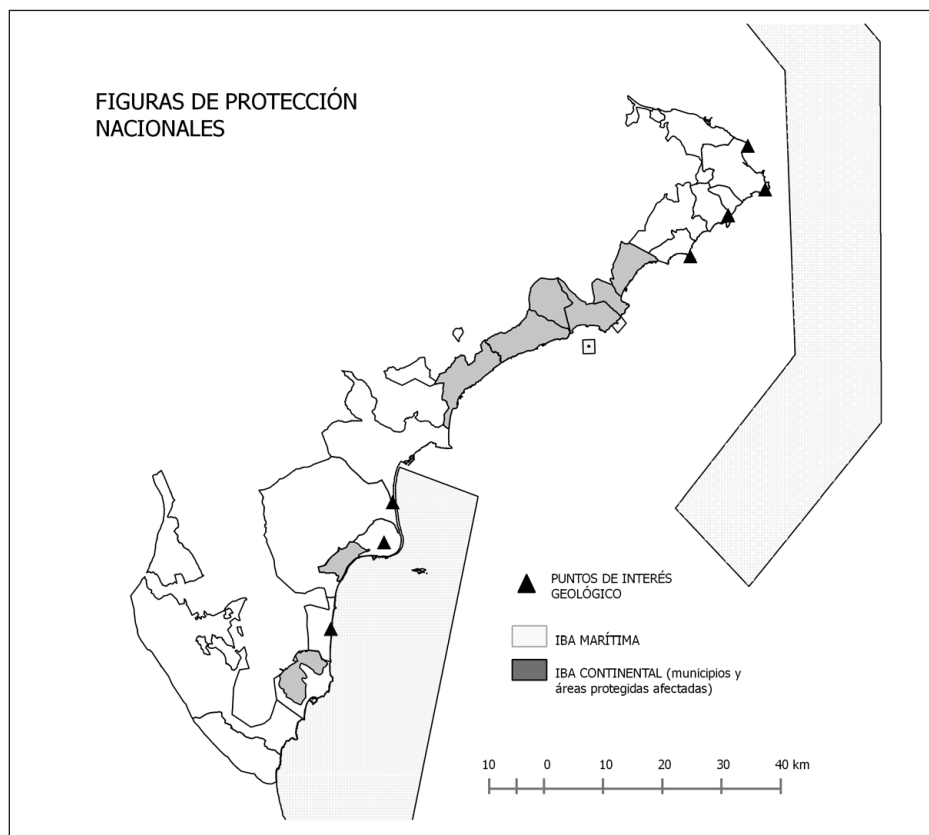 FIGURAS DE PROTECCIÓN
NACIONALES
PUNTOS DE INTERÉS
GEOLÓGICO
IBA MARÍTIMA
IBA CONTINENTAL (municipios y
áreas protegidas afectadas)
10 0 10 20 30 40 km